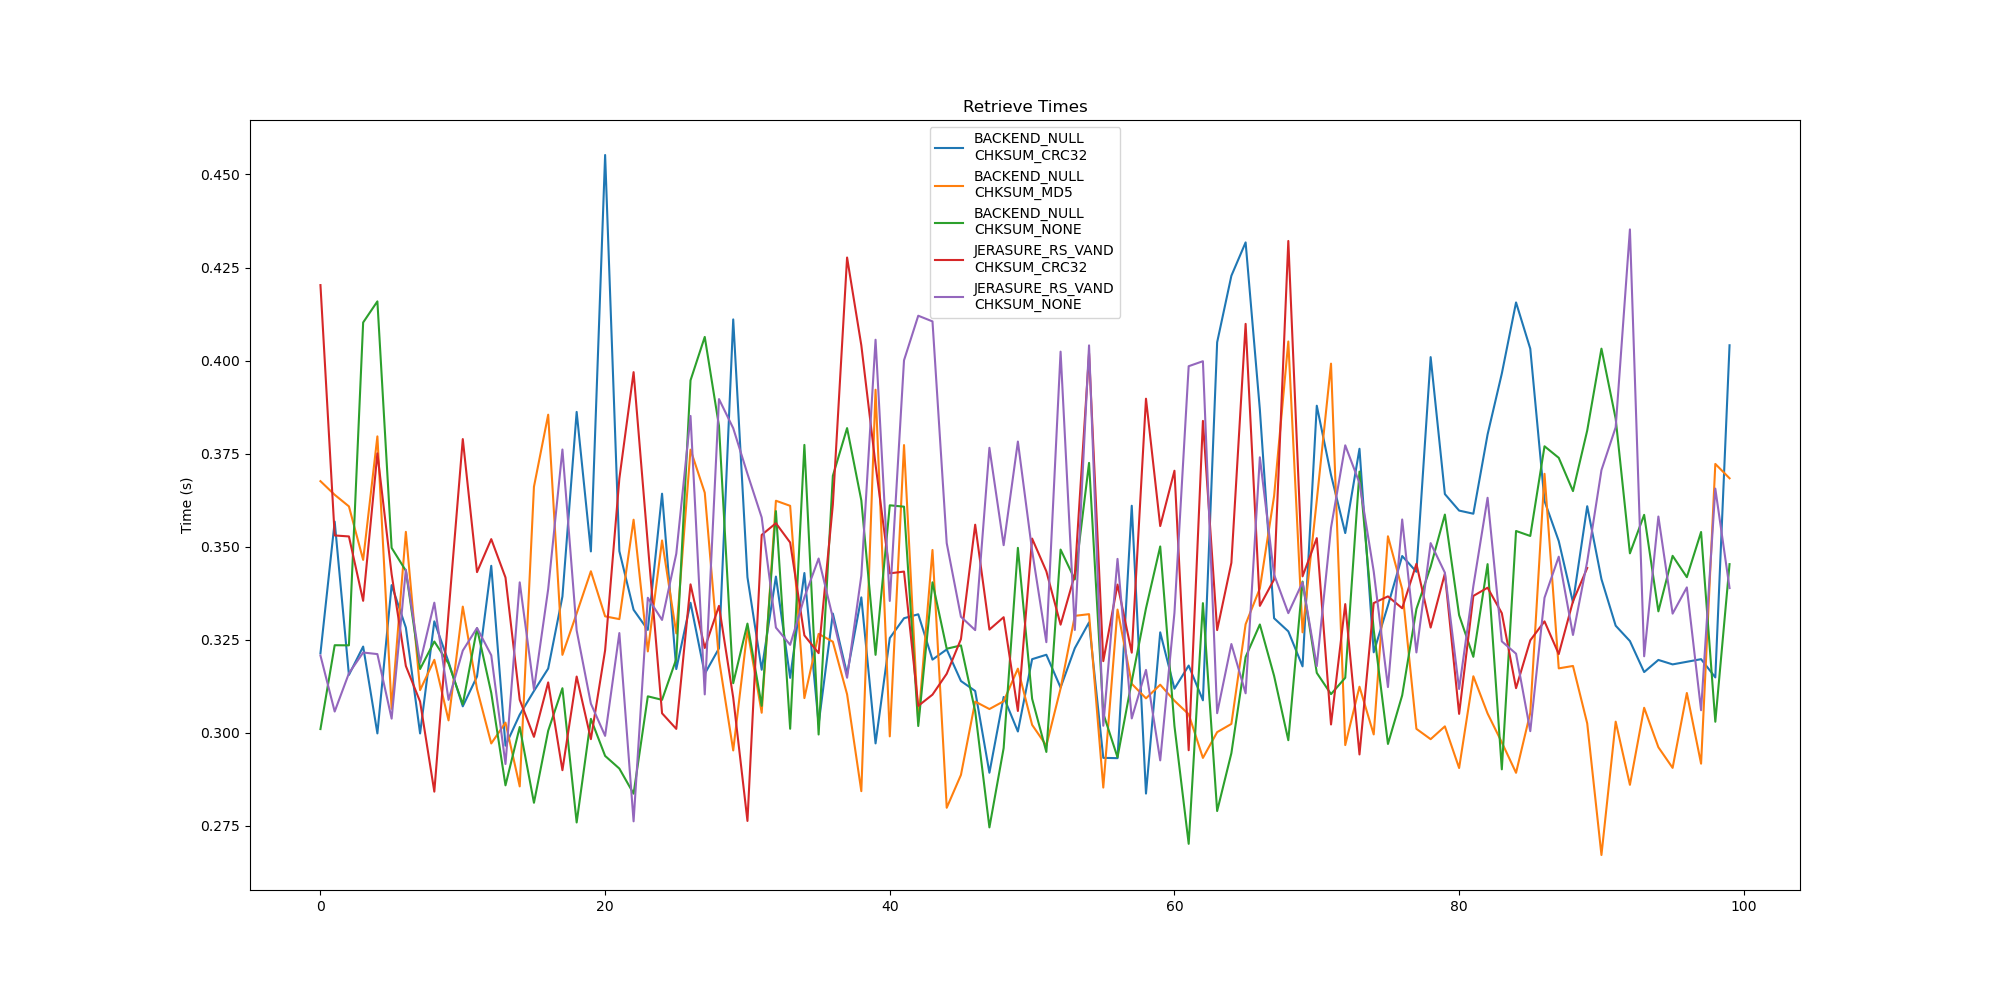 Retrieve Times
BACKEND_NULL
CHKSUM_CRC32
BACKEND_NULL
CHKSUM_MD5
BACKEND_NULL
CHKSUM_NONE
JERASURE_RS_VAND
CHKSUM_CRC32
JERASURE_RS_VAND
CHKSUM_NONE
Time (s)
0.450
0.425
0.400
0.375
0.350
0.325
0.300
0.275
0 20 40 60 80 100